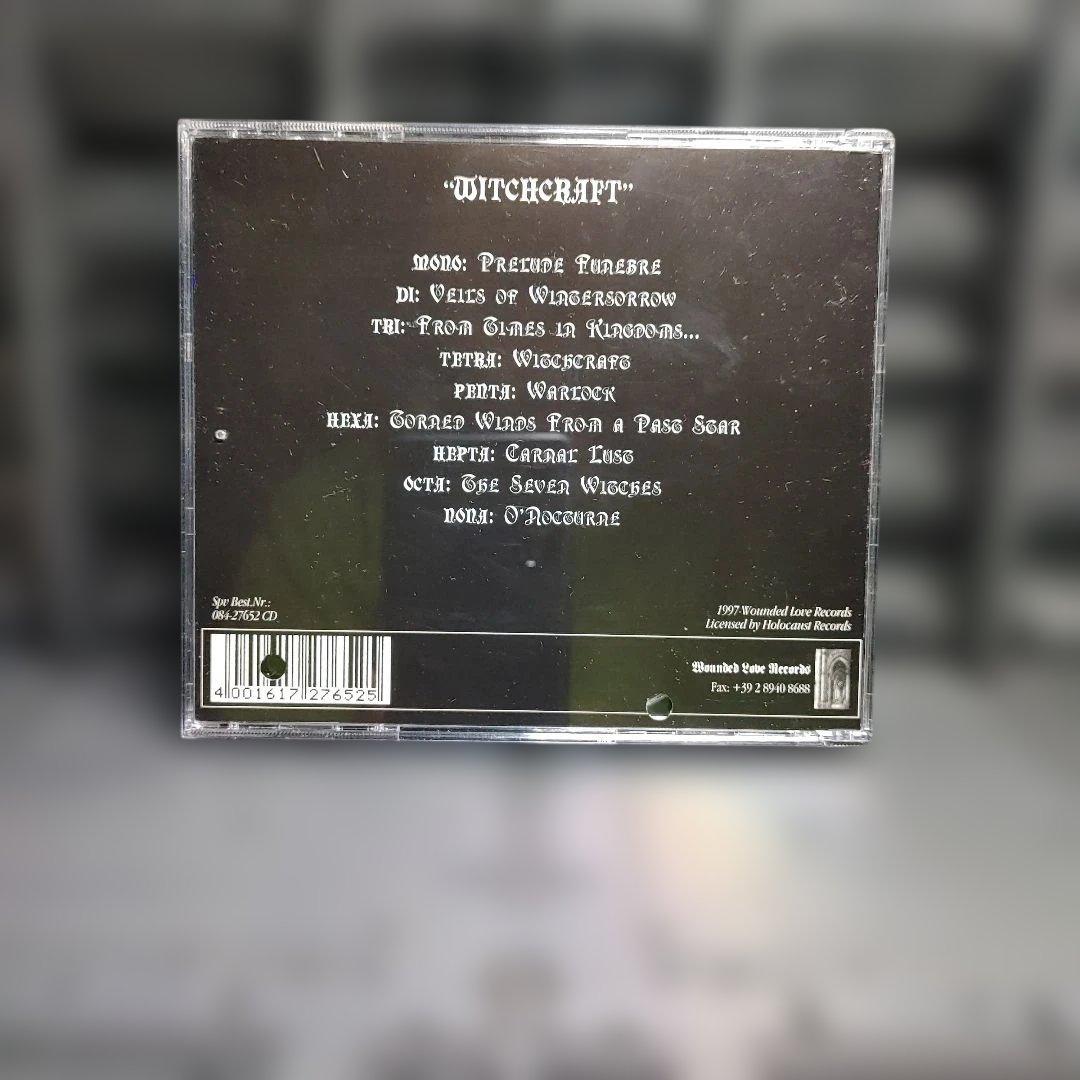 “WITCHCRAFT”
MONO: PRELUDE FUNEBRE
DI: VEILS OF WINTERSORROW
TRI: FROM TIMES IN KINGDOMS...
TETRA: WITCHCRAFT
PENTA: WARLOCK
HEXA: TORNED WINDS FROM A PAST STAR
HEPTA: CARNAL LUST
OCTA: THE SEVEN WITCHES
NONA: O'NOCTURNE
Spv Best.Nr.:
084-27652 CD
1997 Wounded Love Records
Licensed by Holocaust Records
4 001617 276525
Wounded Love Records
Fax: +39 2 8940 8688